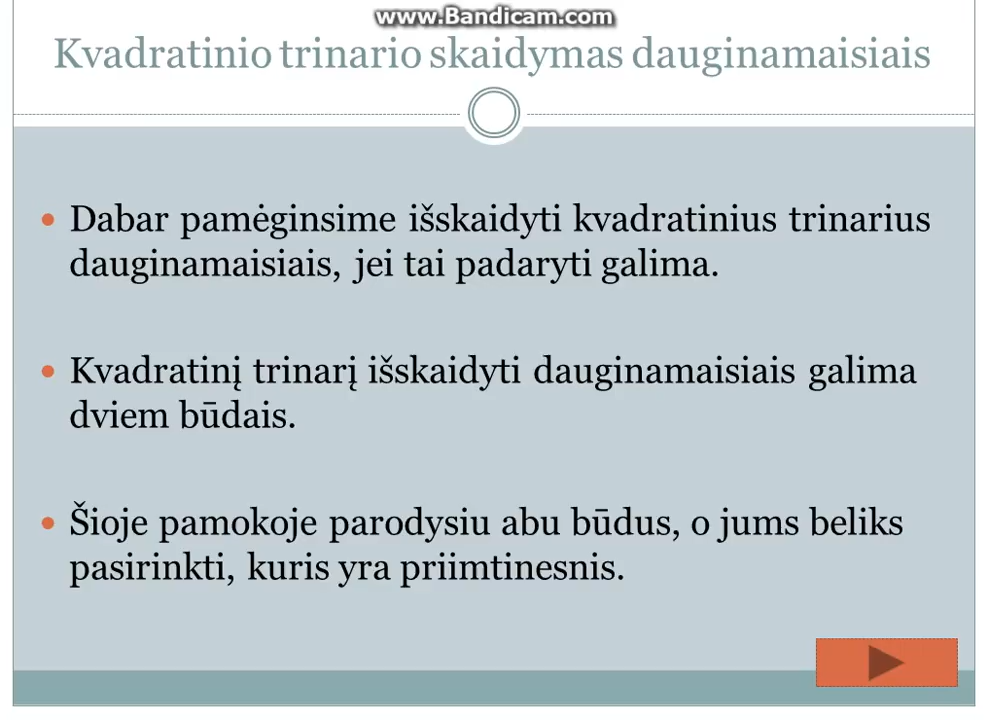 www.Bandicam.com
Kvadratinio trinario skaidymas dauginamaisiais
Dabar pamėginsime išskaidyti kvadratinius trinarius
dauginamaisiais, jei tai padaryti galima.
Kvadratinį trinarį išskaidyti dauginamaisiais galima
dviem būdais.
Šioje pamokoje parodysiu abu būdus, o jums beliks
pasirinkti, kuris yra priimtinesnis.